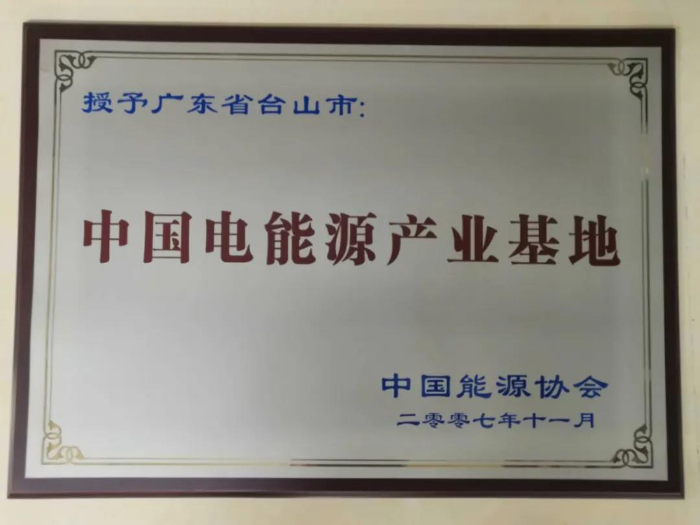 授予广东省台山市:
中国电能源产业基地
中国能源协会
二零零七年十一月